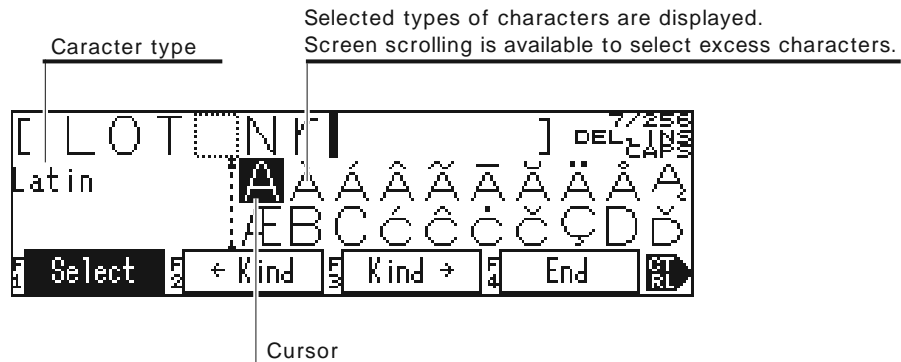 Selected types of characters are displayed.
Caracter type
Screen scrolling is available to select excess characters.
[ LOT NK ] 7/256
DEL, INS
CAPS
Latin A À Á Â Ã Ā Ă Ä Å Ą
Æ B C Ć Ĉ Ċ Č Ç D Ď
F1 Select F2 ← Kind F3 Kind → F4 End CTRL
Cursor